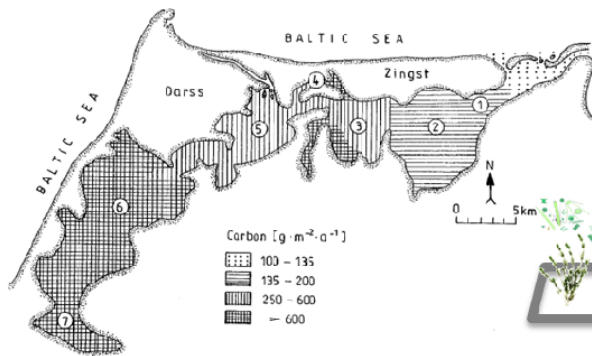 BALTIC SEA
Zingst
Darss
BALTIC SEA
4
1
2
3
5
6
7
N
0 5km
Carbon [g · m⁻² · a⁻¹]
100 – 135
135 – 200
250 – 600
> 600